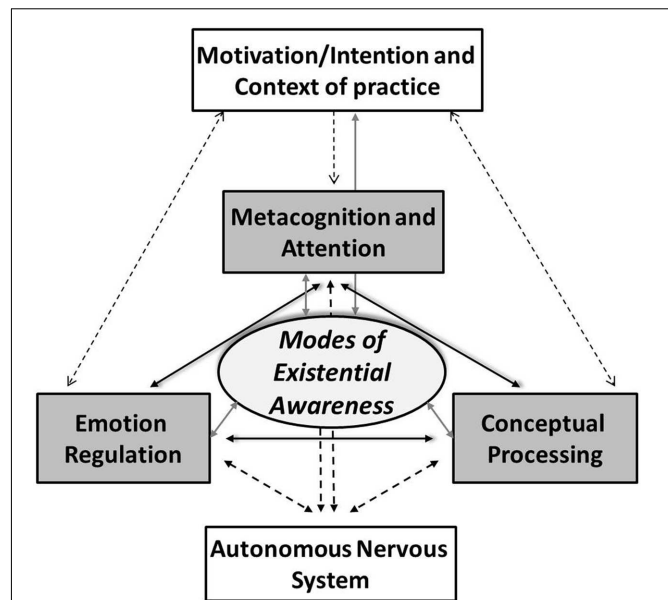 Motivation/Intention and
Context of practice
Metacognition and
Attention
Modes of
Existential
Awareness
Emotion
Regulation
Conceptual
Processing
Autonomous Nervous
System